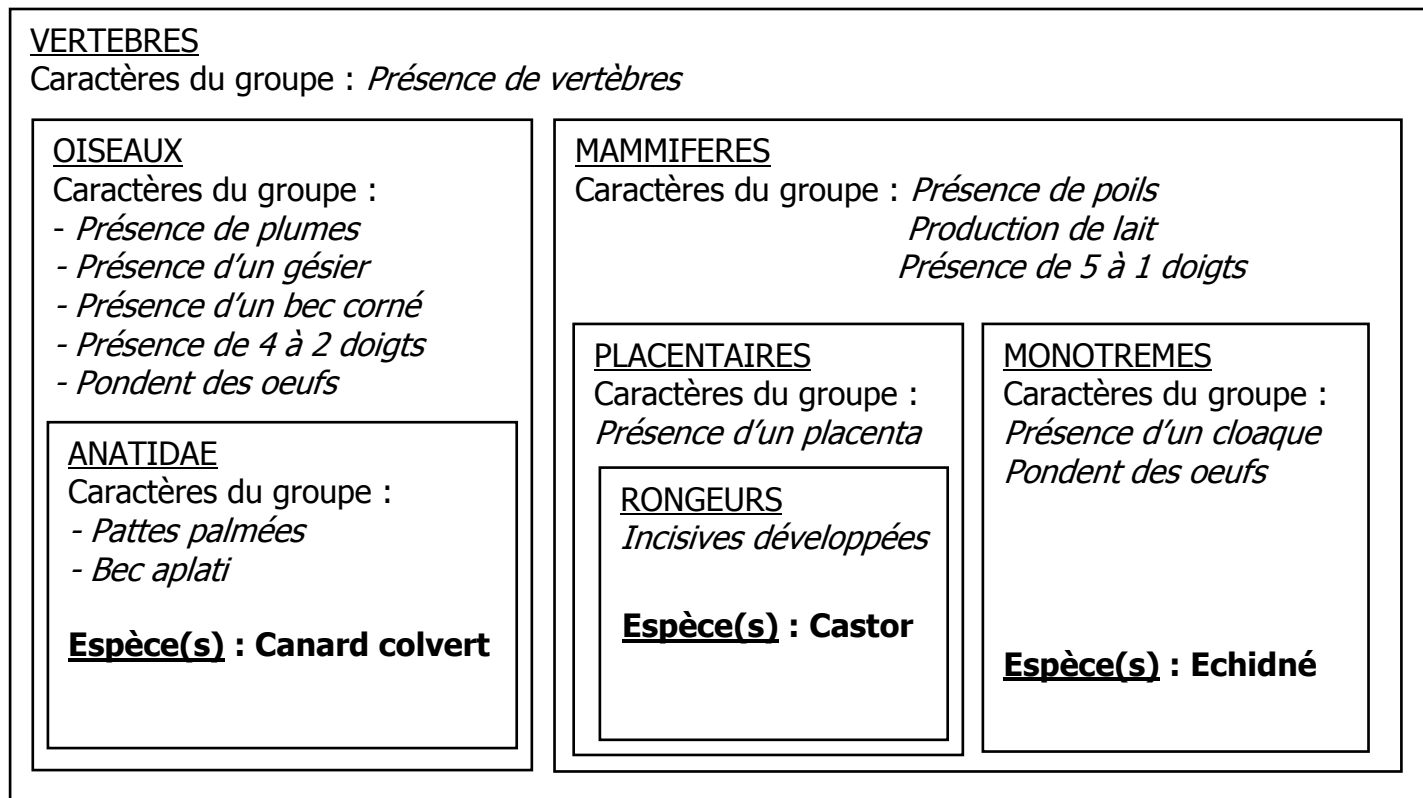 VERTEBRES
Caractères du groupe : Présence de vertèbres
OISEAUX
Caractères du groupe :
- Présence de plumes
- Présence d'un gésier
- Présence d'un bec corné
- Présence de 4 à 2 doigts
- Pondent des oeufs
ANATIDAE
Caractères du groupe :
- Pattes palmées
- Bec aplati
Espèce(s) : Canard colvert
MAMMIFERES
Caractères du groupe : Présence de poils
Production de lait
Présence de 5 à 1 doigts
PLACENTAIRES
Caractères du groupe :
Présence d'un placenta
RONGEURS
Incisives développées
Espèce(s) : Castor
MONOTREMES
Caractères du groupe :
Présence d'un cloaque
Pondent des oeufs
Espèce(s) : Echidné